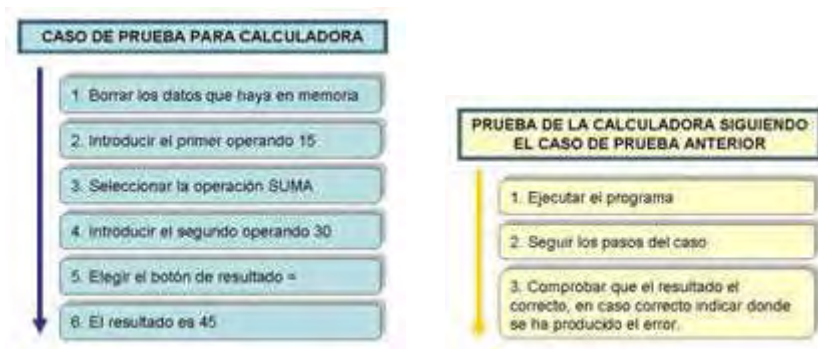 CASO DE PRUEBA PARA CALCULADORA
1. Borrar los datos que haya en memoria
2. Introducir el primer operando 15
3. Seleccionar la operación SUMA
4. Introducir el segundo operando 30
5. Elegir el botón de resultado =
6. El resultado es 45
PRUEBA DE LA CALCULADORA SIGUIENDO
EL CASO DE PRUEBA ANTERIOR
1. Ejecutar el programa
2. Seguir los pasos del caso
3. Comprobar que el resultado el
correcto, en caso correcto indicar donde
se ha producido el error.